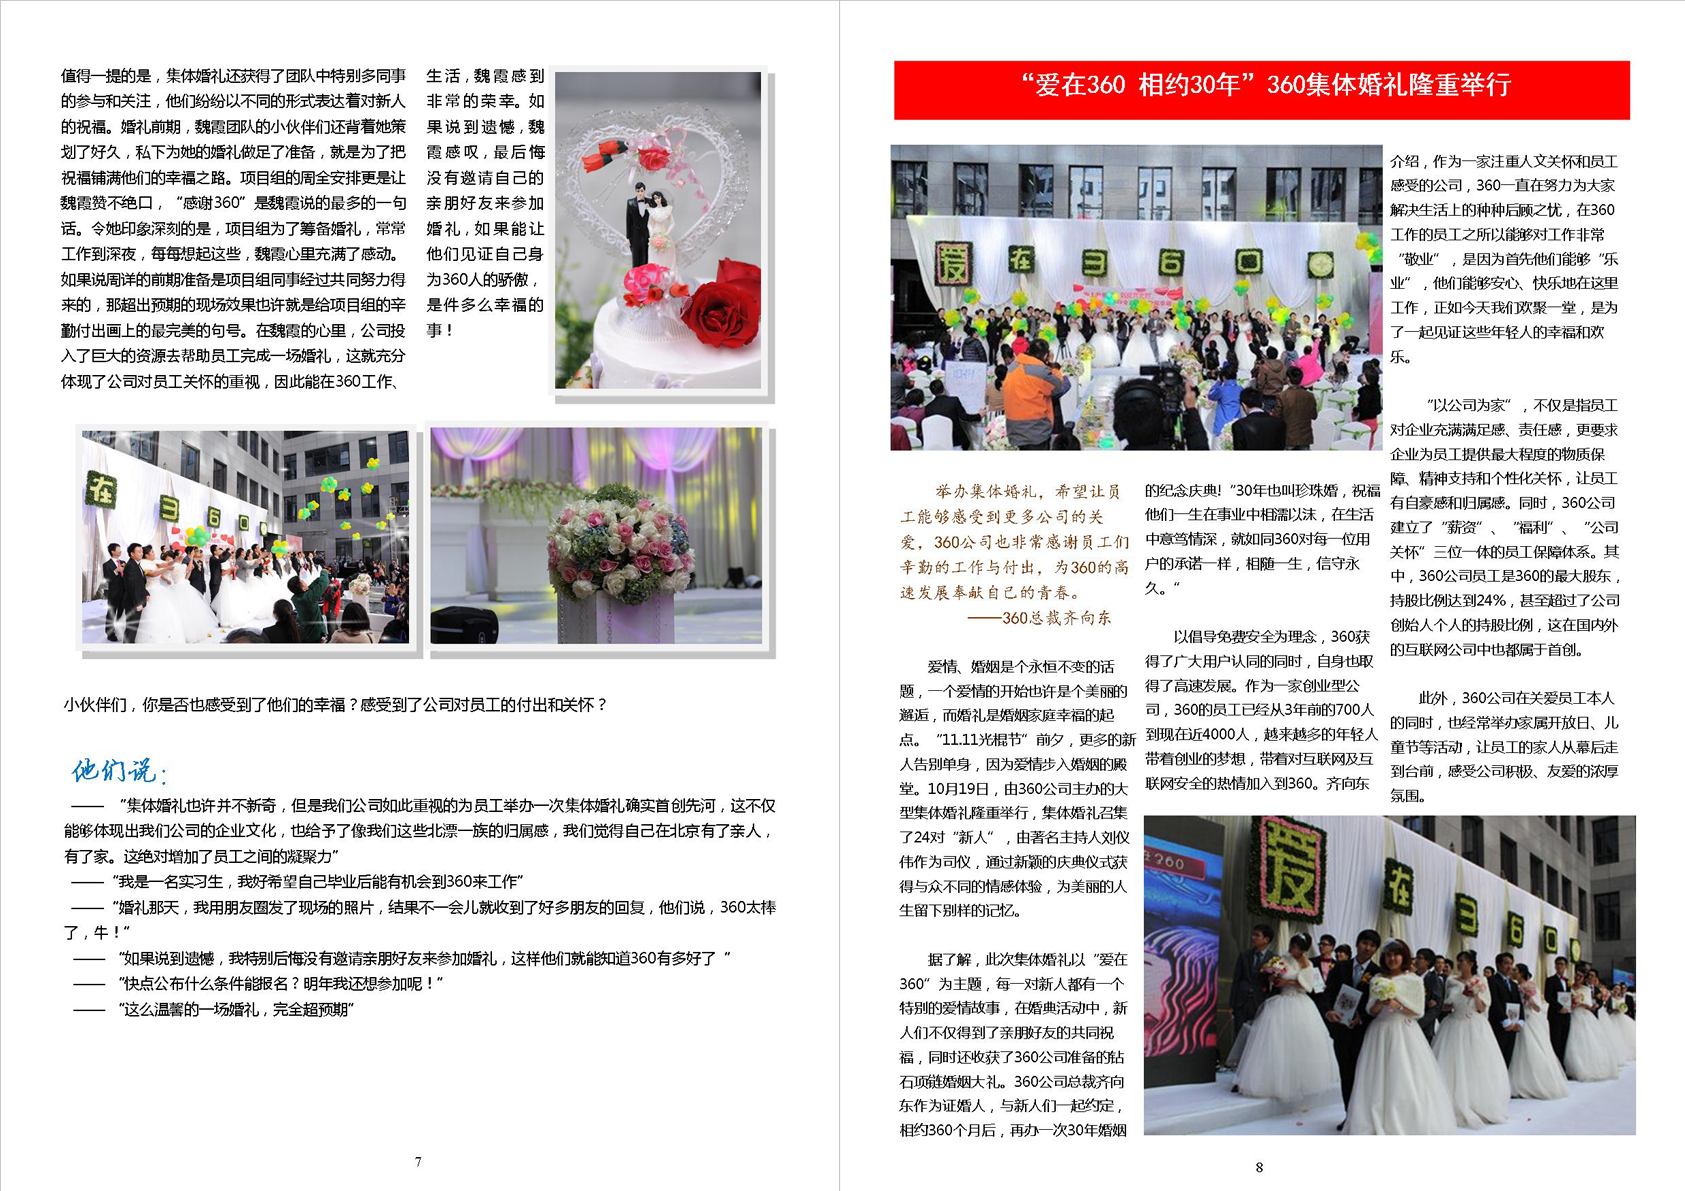 值得一提的是，集体婚礼还获得了团队中特别多同事
的参与和关注，他们纷纷以不同的形式表达着对新人
的祝福。婚礼前期，魏霞团队的小伙伴们还背着她策
划了好久，私下为她的婚礼做足了准备，就是为了把
祝福铺满他们的幸福之路。项目组的周全安排更是让
魏霞赞不绝口，“感谢360”是魏霞说的最多的一句
话。令她印象深刻的是，项目组为了筹备婚礼，常常
工作到深夜，每每想起这些，魏霞心里充满了感动。
如果说周详的前期准备是项目组同事经过共同努力得
来的，那超出预期的现场效果也许就是给项目组的辛
勤付出画上的最完美的句号。在魏霞的心里，公司投
入了巨大的资源去帮助员工完成一场婚礼，这就充分
体现了公司对员工关怀的重视，因此能在360工作、
生活，魏霞感到
非常的荣幸。如
果说到遗憾，魏
霞感叹，最后悔
没有邀请自己的
亲朋好友来参加
婚礼，如果能让
他们见证自己身
为360人的骄傲，
是件多么幸福的
事！
在 3 6 0
小伙伴们，你是否也感受到了他们的幸福？感受到了公司对员工的付出和关怀？
他们说：
—— “集体婚礼也许并不新奇，但是我们公司如此重视的为员工举办一次集体婚礼确实首创先河，这不仅
能够体现出我们公司的企业文化，也给予了像我们这些北漂一族的归属感，我们觉得自己在北京有了亲人，
有了家。这绝对增加了员工之间的凝聚力”
——“我是一名实习生，我好希望自己毕业后能有机会到360来工作”
——“婚礼那天，我用朋友圈发了现场的照片，结果不一会儿就收到了好多朋友的回复，他们说，360太棒
了，牛！”
—— “如果说到遗憾，我特别后悔没有邀请亲朋好友来参加婚礼，这样他们就能知道360有多好了 ”
—— “快点公布什么条件能报名？明年我还想参加呢！”
—— “这么温馨的一场婚礼，完全超预期”
7
“爱在360 相约30年”360集体婚礼隆重举行
爱 在 3 6 0
举办集体婚礼，希望让员
工能够感受到更多公司的关
爱，360公司也非常感谢员工们
辛勤的工作与付出，为360的高
速发展奉献自己的青春。
——360总裁齐向东
爱情、婚姻是个永恒不变的话
题，一个爱情的开始也许是个美丽的
邂逅，而婚礼是婚姻家庭幸福的起
点。“11.11光棍节”前夕，更多的新
人告别单身，因为爱情步入婚姻的殿
堂。10月19日，由360公司主办的大
型集体婚礼隆重举行，集体婚礼召集
了24对“新人”，由著名主持人刘仪
伟作为司仪，通过新颖的庆典仪式获
得与众不同的情感体验，为美丽的人
生留下别样的记忆。
据了解，此次集体婚礼以“爱在
360”为主题，每一对新人都有一个
特别的爱情故事，在婚典活动中，新
人们不仅得到了亲朋好友的共同祝
福，同时还收获了360公司准备的钻
石项链婚姻大礼。360公司总裁齐向
东作为证婚人，与新人们一起约定，
相约360个月后，再办一次30年婚姻
的纪念庆典!“30年也叫珍珠婚，祝福
他们一生在事业中相濡以沫，在生活
中意笃情深，就如同360对每一位用
户的承诺一样，相随一生，信守永
久。“
以倡导免费安全为理念，360获
得了广大用户认同的同时，自身也取
得了高速发展。作为一家创业型公
司，360的员工已经从3年前的700人
到现在近4000人，越来越多的年轻人
带着创业的梦想，带着对互联网及互
联网安全的热情加入到360。齐向东
介绍，作为一家注重人文关怀和员工
感受的公司，360一直在努力为大家
解决生活上的种种后顾之忧，在360
工作的员工之所以能够对工作非常
“敬业”，是因为首先他们能够“乐
业”，他们能够安心、快乐地在这里
工作，正如今天我们欢聚一堂，是为
了一起见证这些年轻人的幸福和欢
乐。
“以公司为家”，不仅是指员工
对企业充满满足感、责任感，更要求
企业为员工提供最大程度的物质保
障、精神支持和个性化关怀，让员工
有自豪感和归属感。同时，360公司
建立了“薪资”、“福利”、“公司
关怀”三位一体的员工保障体系。其
中，360公司员工是360的最大股东，
持股比例达到24%，甚至超过了公司
创始人个人的持股比例，这在国内外
的互联网公司中也都属于首创。
此外，360公司在关爱员工本人
的同时，也经常举办家属开放日、儿
童节等活动，让员工的家人从幕后走
到台前，感受公司积极、友爱的浓厚
氛围。
在360
爱 在 3 6 0
8